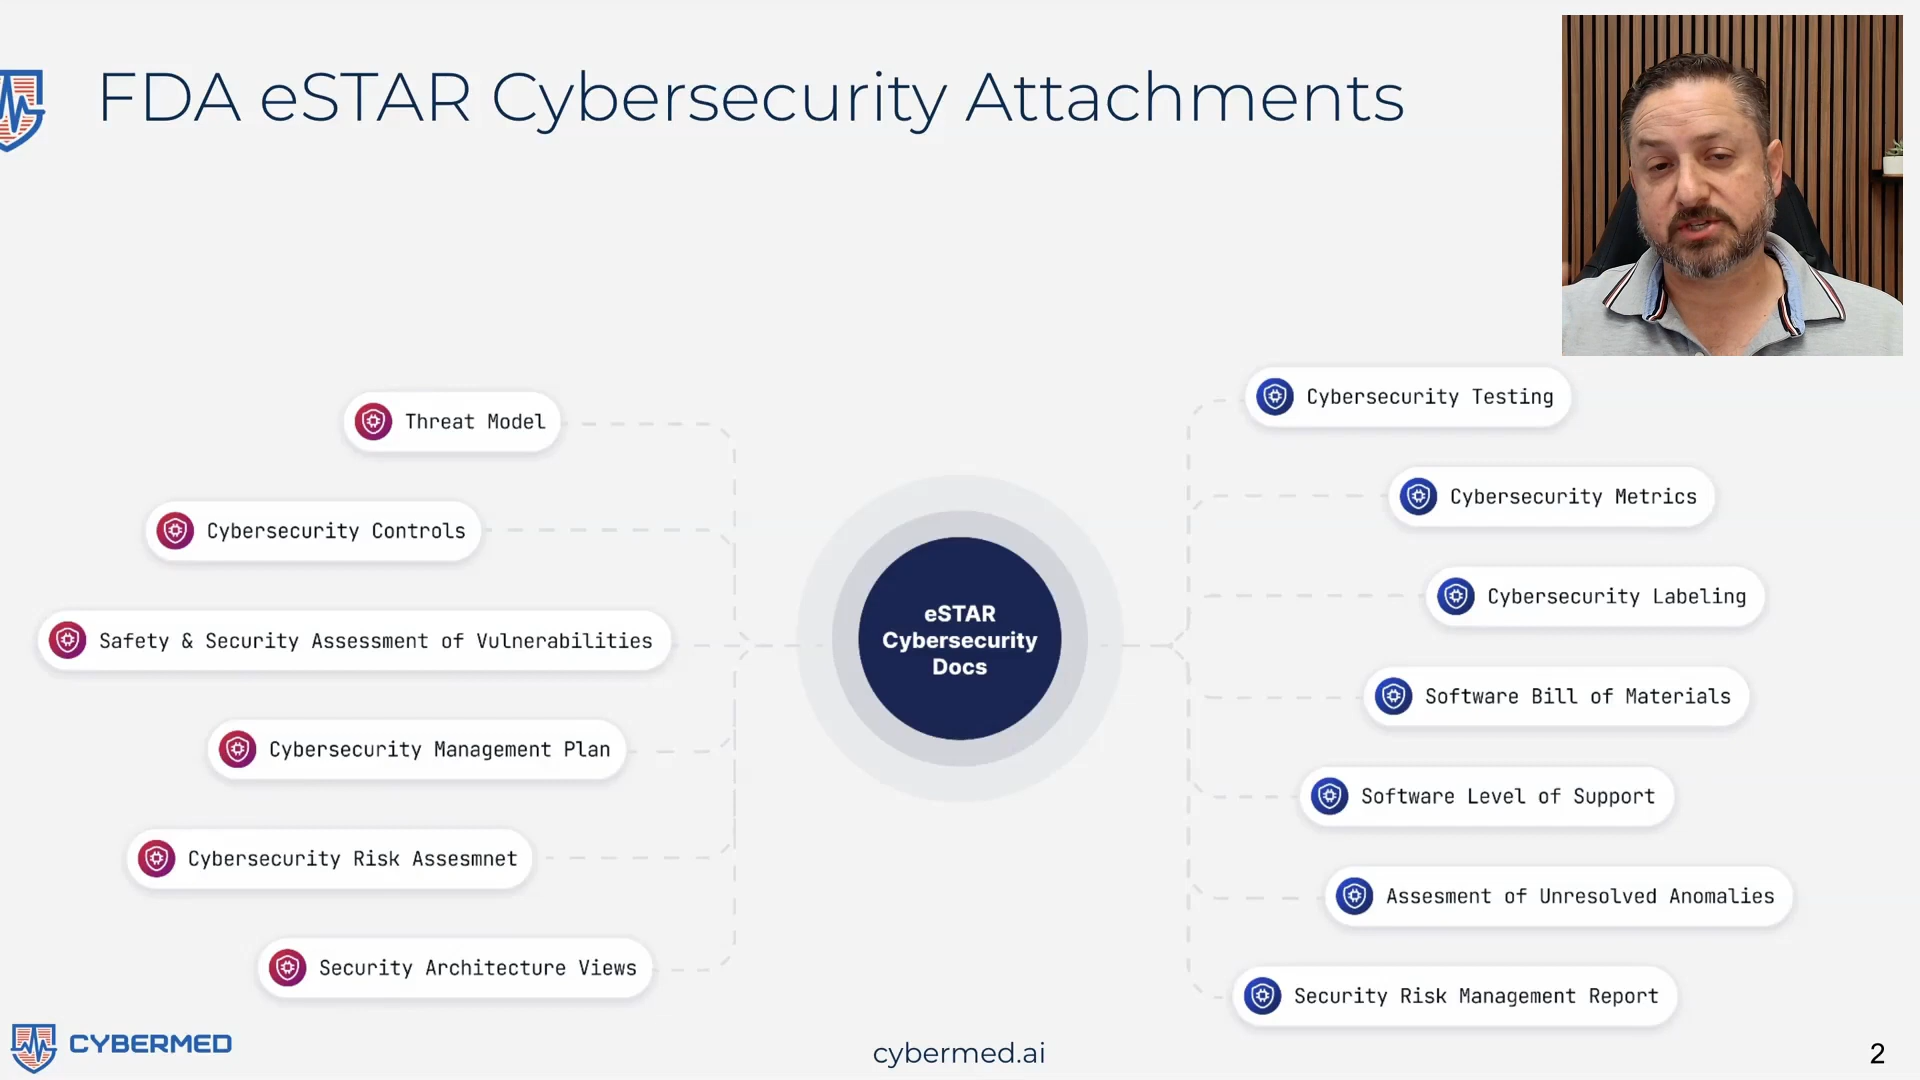 FDA eSTAR Cybersecurity Attachments
Threat Model
Cybersecurity Controls
Safety & Security Assessment of Vulnerabilities
Cybersecurity Management Plan
Cybersecurity Risk Assesmnet
Security Architecture Views
eSTAR
Cybersecurity
Docs
Cybersecurity Testing
Cybersecurity Metrics
Cybersecurity Labeling
Software Bill of Materials
Software Level of Support
Assesment of Unresolved Anomalies
Security Risk Management Report
CYBERMED
cybermed.ai
2